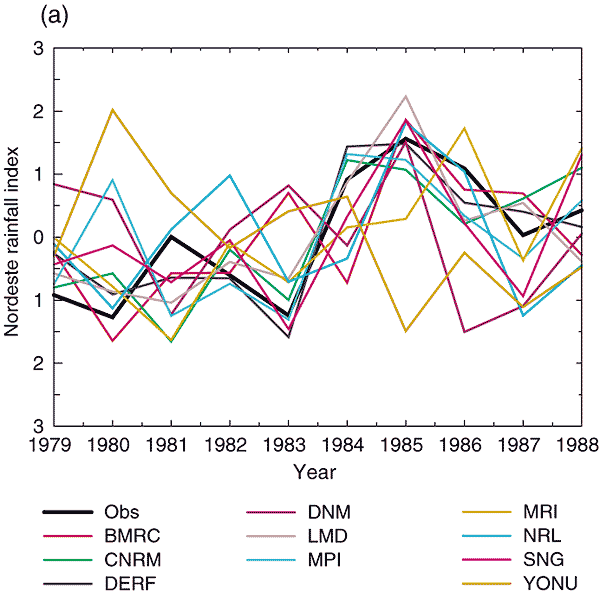 (a)
3
2
1
0
1
2
3
Nordeste rainfall index
1979 1980 1981 1982 1983 1984 1985 1986 1987 1988
Year
Obs DNM MRI
BMRC LMD NRL
CNRM MPI SNG
DERF YONU